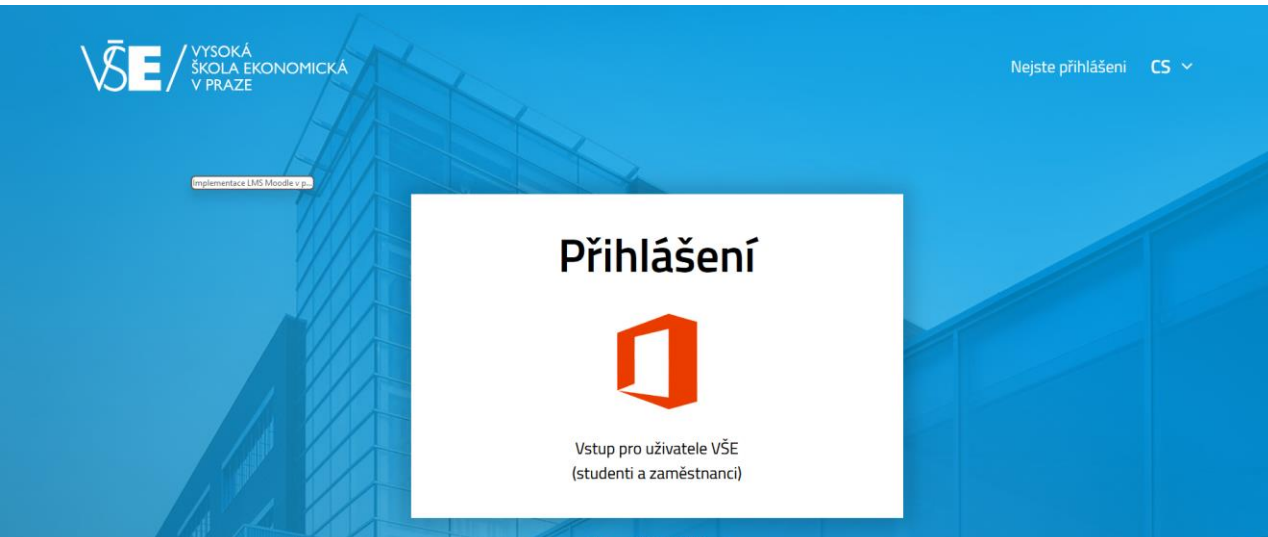 VŠE
VYSOKÁ
ŠKOLA EKONOMICKÁ
V PRAZE
Nejste přihlášeni CS
Implementace LMS Moodle v p...
Přihlášení
Vstup pro uživatele VŠE
(studenti a zaměstnanci)